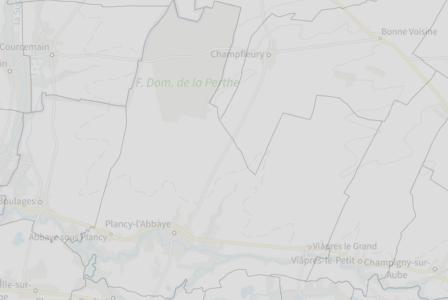 Bonne Voisine
Courcemain
Champfleury
F. Dom. de la Perthe
Boulages
Plancy-l'Abbaye
Abbaye sous Plancy
Viâpres le Grand
Viâpres-le-Petit
Champigny-sur-
Aube